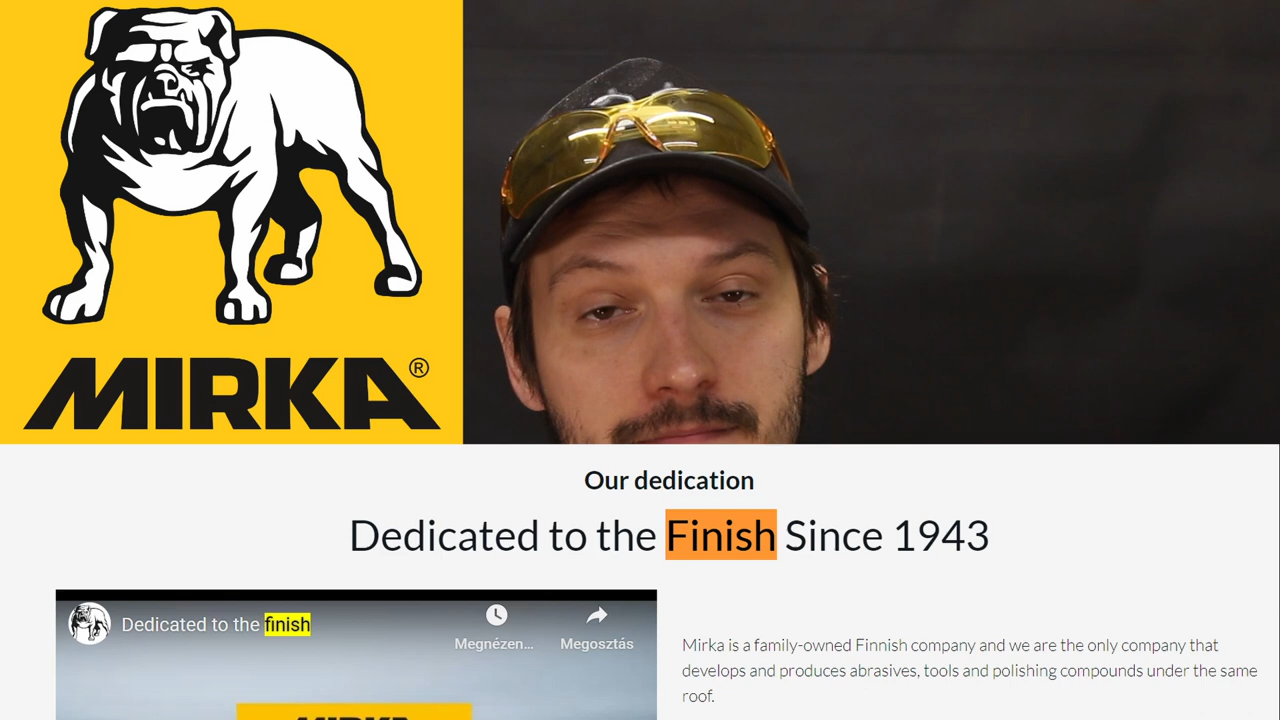 MIRKA®
Our dedication
Dedicated to the Finish Since 1943
Dedicated to the finish
Megnézen...
Megosztás
Mirka is a family-owned Finnish company and we are the only company that
develops and produces abrasives, tools and polishing compounds under the same
roof.
MIRKA